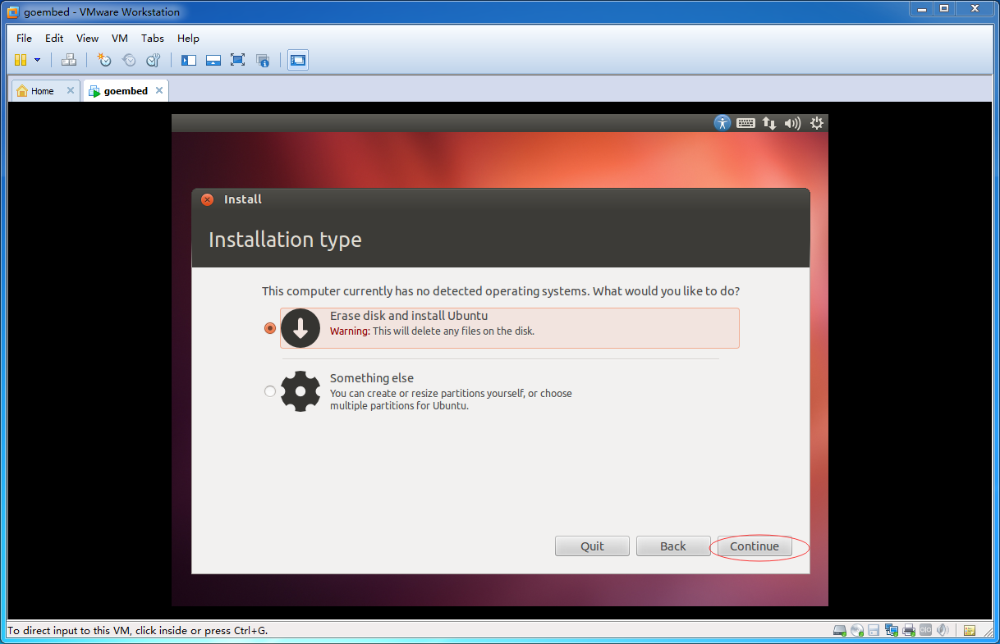 goembed - VMware Workstation
File Edit View VM Tabs Help
Home goembed
Install
Installation type
This computer currently has no detected operating systems. What would you like to do?
Erase disk and install Ubuntu
Warning: This will delete any files on the disk.
Something else
You can create or resize partitions yourself, or choose
multiple partitions for Ubuntu.
Quit Back Continue
To direct input to this VM, click inside or press Ctrl+G.